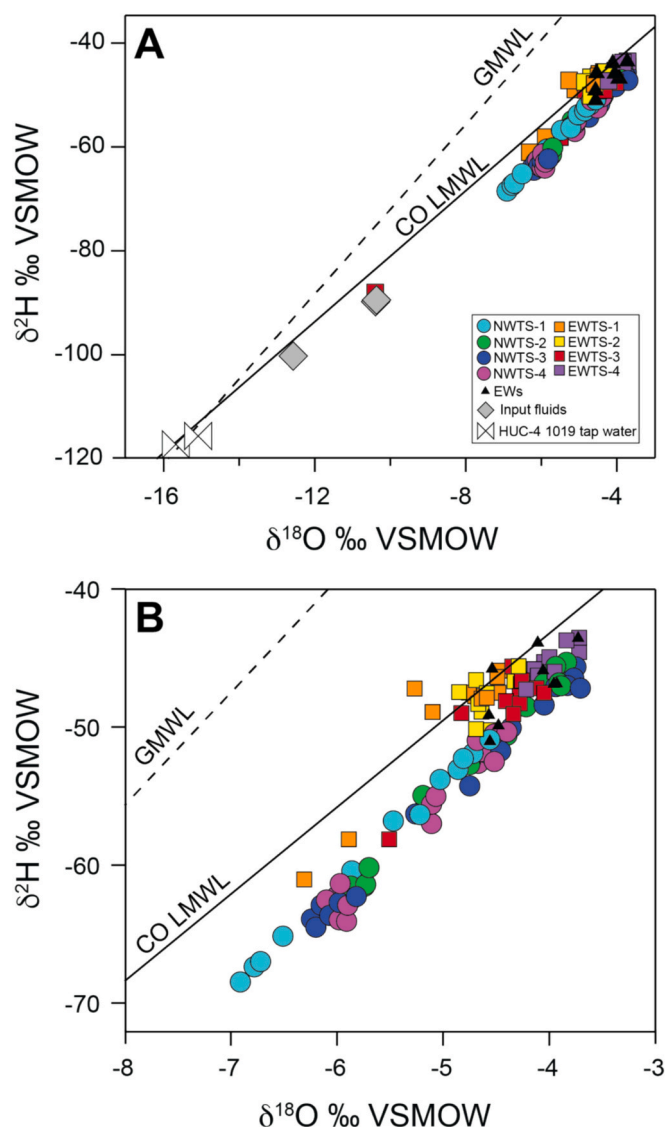 A
-40
-60
-80
-100
-120
δ²H ‰ VSMOW
GMWL
CO LMWL
NWTS-1
EWTS-1
NWTS-2
EWTS-2
NWTS-3
EWTS-3
NWTS-4
EWTS-4
EWs
Input fluids
HUC-4 1019 tap water
-16
-12
-8
-4
δ¹⁸O ‰ VSMOW
B
-40
-50
-60
-70
δ²H ‰ VSMOW
GMWL
CO LMWL
-8
-7
-6
-5
-4
-3
δ¹⁸O ‰ VSMOW